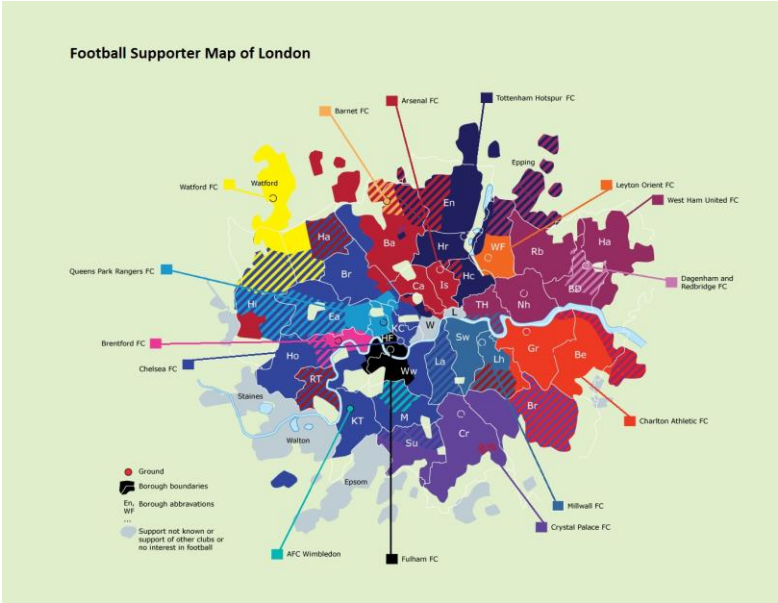 Football Supporter Map of London
Arsenal FC
Tottenham Hotspur FC
Barnet FC
Epping
Watford
Watford FC
Leyton Orient FC
West Ham United FC
En
Ha
Ba
Hr
WF
Rb
Ha
Br
Queens Park Rangers FC
Ca
Is
Hc
BD
Dagenham and
Redbridge FC
Hi
Ea
TH
Nh
KC
W
L
Brentford FC
HF
Sw
Ho
Chelsea FC
Ww
La
Lh
Gr
Be
RT
Staines
Br
Charlton Athletic FC
KT
M
Cr
Walton
Su
Ground
Epsom
Borough boundaries
En,
WF
...
Borough abbravations
Millwall FC
Support not known or
support of other clubs or
no interest in football
Crystal Palace FC
AFC Wimbledon
Fulham FC